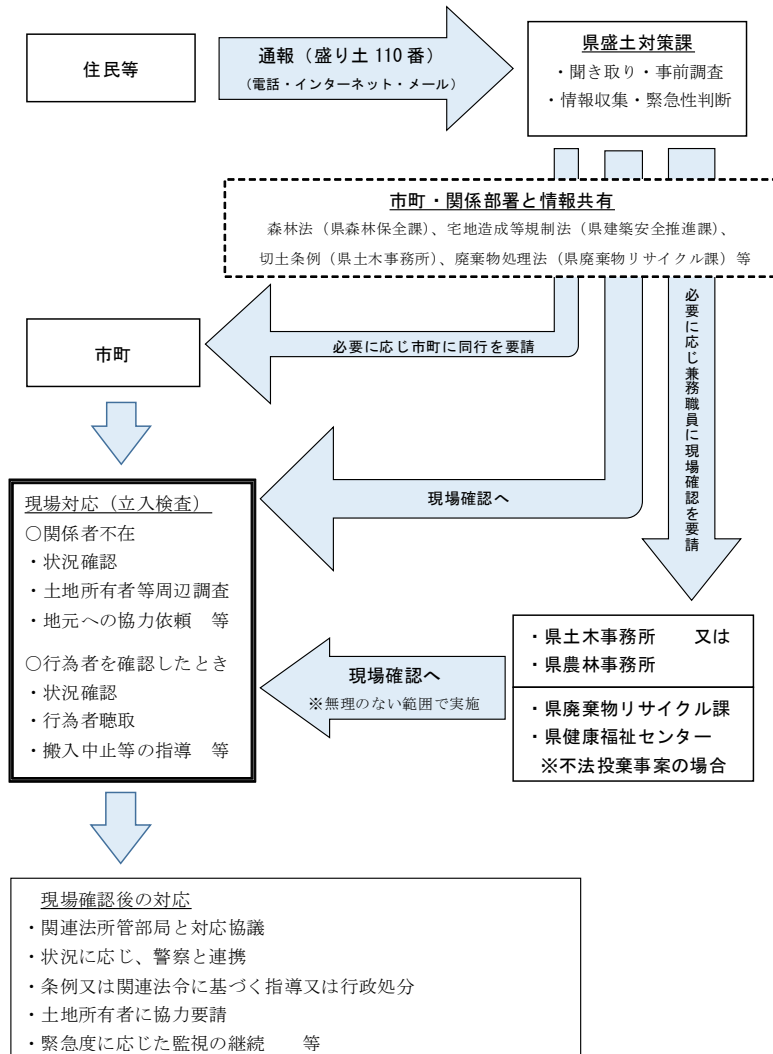 住民等
通報（盛り土 110 番）
（電話・インターネット・メール）
県盛土対策課
・聞き取り・事前調査
・情報収集・緊急性判断
市町・関係部署と情報共有
森林法（県森林保全課）、宅地造成等規制法（県建築安全推進課）、
切土条例（県土木事務所）、廃棄物処理法（県廃棄物リサイクル課）等
市町
必要に応じ市町に同行を要請
必要に応じ兼務職員に現場確認を要請
現場対応（立入検査）
○関係者不在
・状況確認
・土地所有者等周辺調査
・地元への協力依頼　等
○行為者を確認したとき
・状況確認
・行為者聴取
・搬入中止等の指導　等
現場確認へ
現場確認へ
※無理のない範囲で実施
・県土木事務所　　又は
・県農林事務所
・県廃棄物リサイクル課
・県健康福祉センター
※不法投棄事案の場合
現場確認後の対応
・関連法所管部局と対応協議
・状況に応じ、警察と連携
・条例又は関連法令に基づく指導又は行政処分
・土地所有者に協力要請
・緊急度に応じた監視の継続　　等